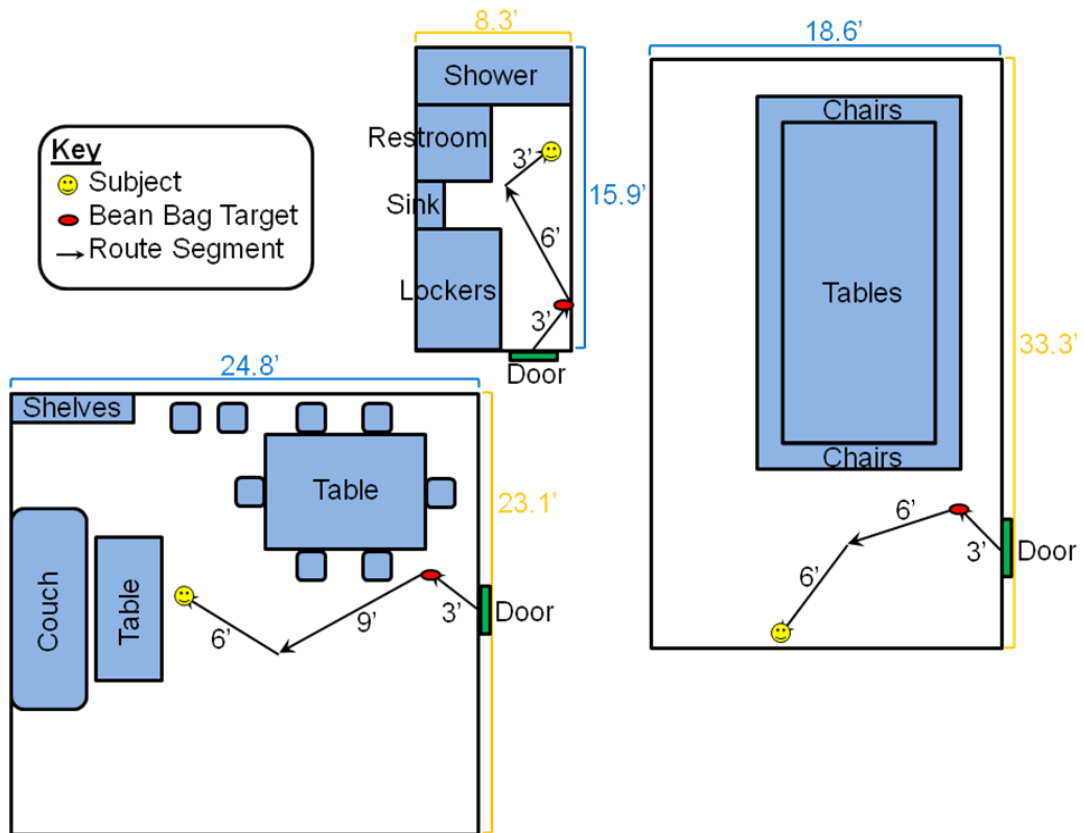 Key
Subject
Bean Bag Target
Route Segment
8.3’
Shower
Restroom
3’
Sink
6’
Lockers
3’
Door
15.9’
18.6’
Chairs
Tables
Chairs
33.3’
6’
3’
Door
6’
24.8’
Shelves
Table
23.1’
Couch
Table
6’
9’
3’
Door